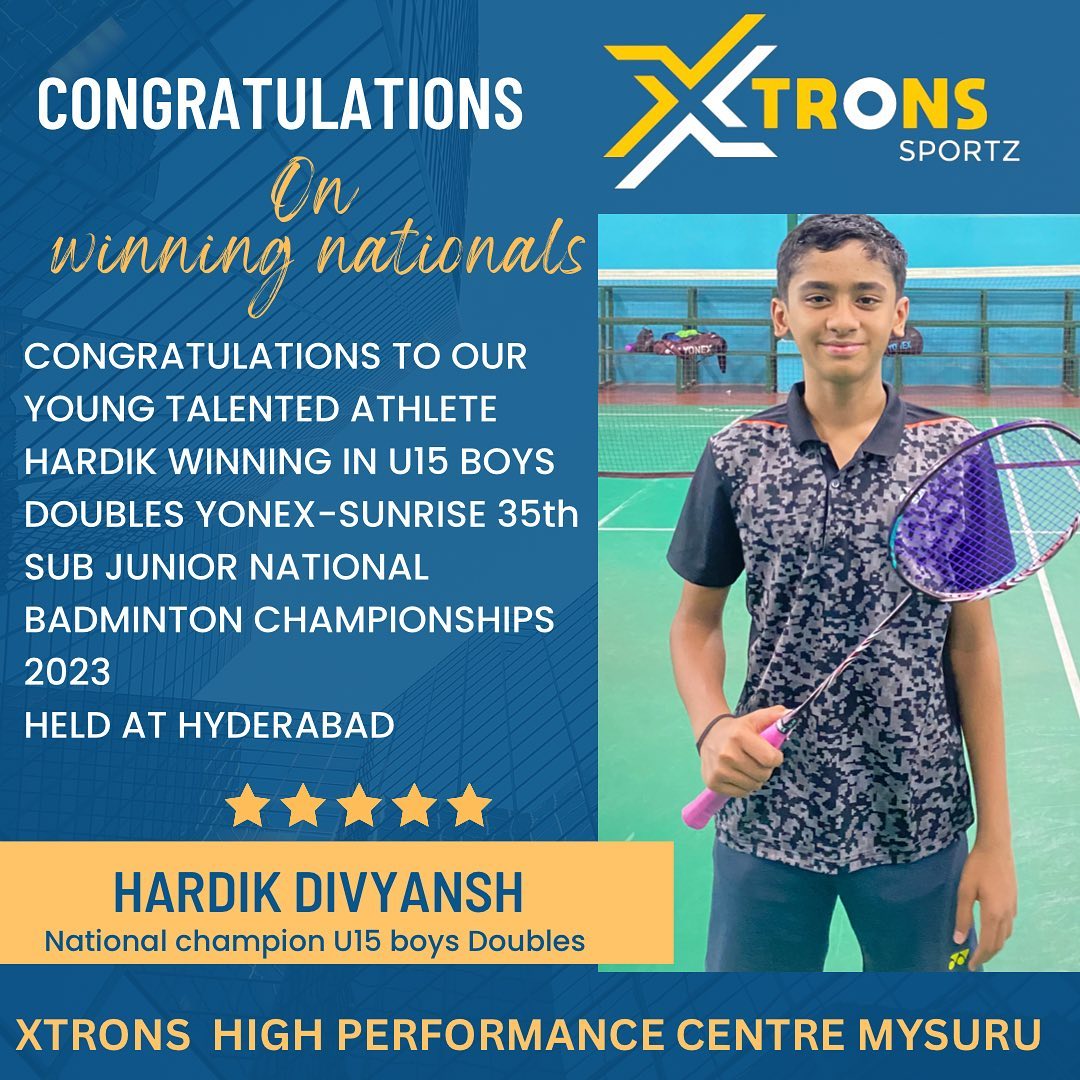 CONGRATULATIONS
On
winning nationals
XTRONS
SPORTZ
CONGRATULATIONS TO OUR
YOUNG TALENTED ATHLETE
HARDIK WINNING IN U15 BOYS
DOUBLES YONEX-SUNRISE 35th
SUB JUNIOR NATIONAL
BADMINTON CHAMPIONSHIPS
2023
HELD AT HYDERABAD
YONEX
YONEX
HARDIK DIVYANSH
National champion U15 boys Doubles
XTRONS HIGH PERFORMANCE CENTRE MYSURU